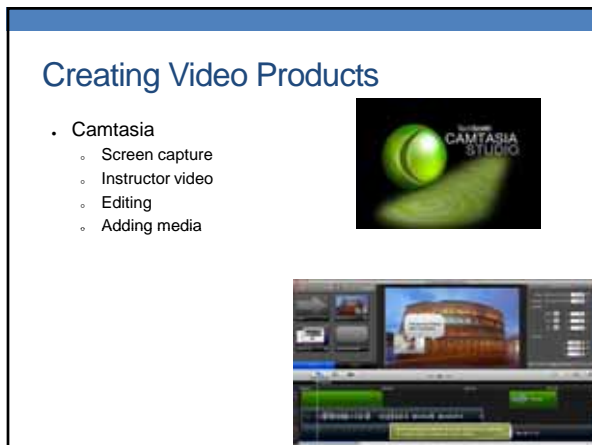 Creating Video Products
• Camtasia
◦ Screen capture
◦ Instructor video
◦ Editing
◦ Adding media
CAMTASIA
STUDIO